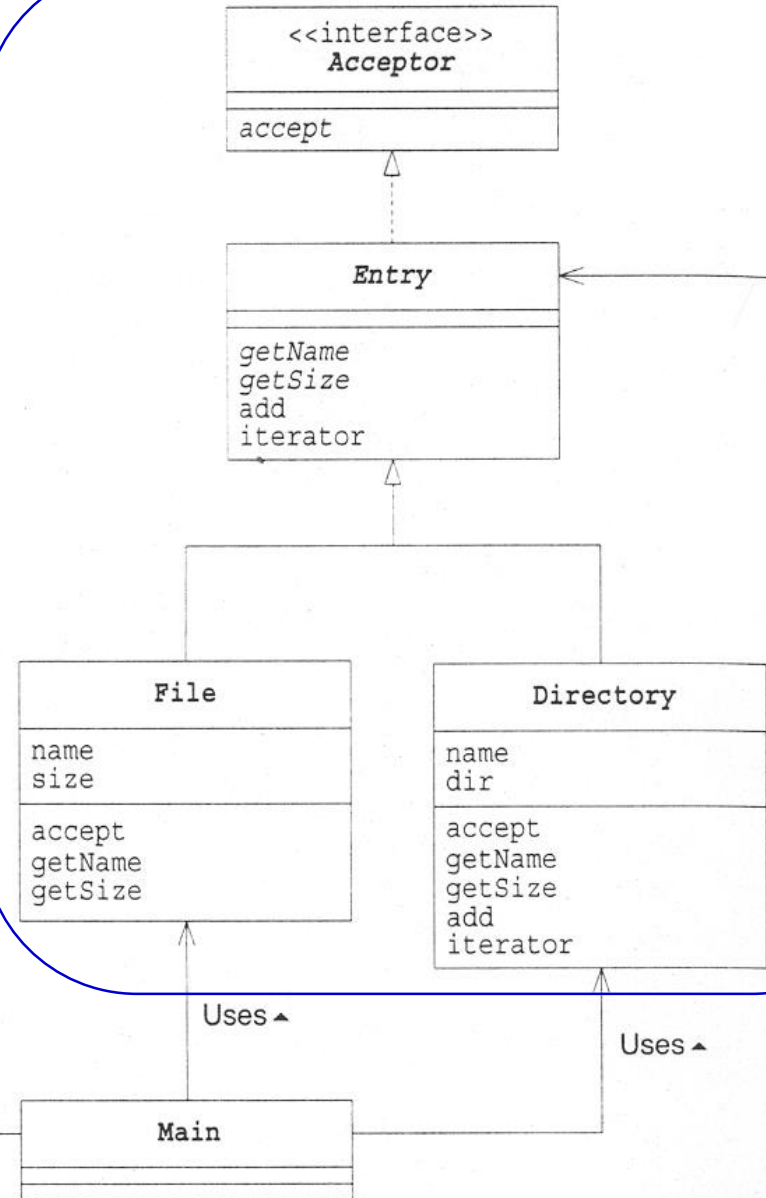 <<interface>>
Acceptor
accept
Entry
getName
getSize
add
iterator
File
name
size
accept
getName
getSize
Directory
name
dir
accept
getName
getSize
add
iterator
Uses
Uses
Main